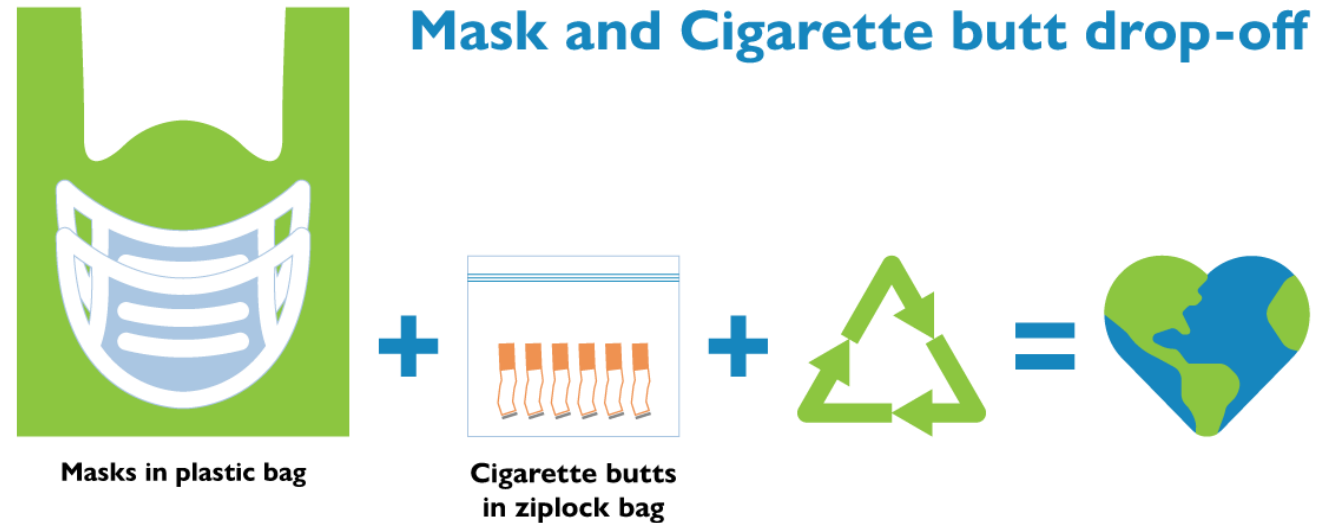 Mask and Cigarette butt drop-off
Masks in plastic bag
Cigarette butts
in ziplock bag